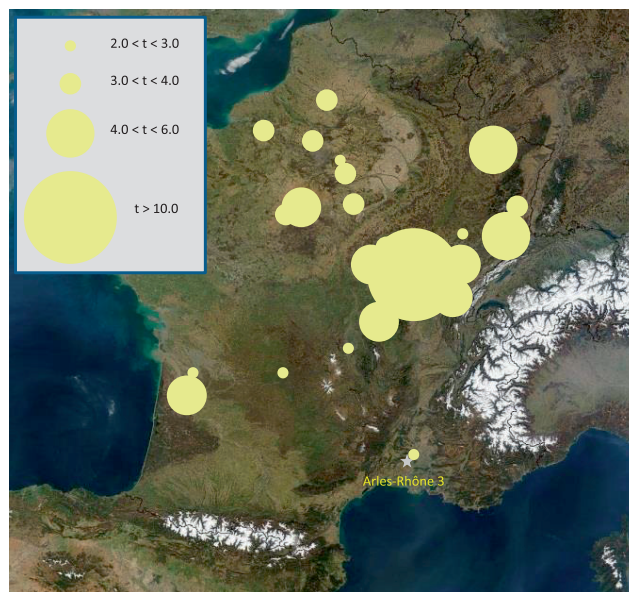 2.0 < t < 3.0
3.0 < t < 4.0
4.0 < t < 6.0
t > 10.0
Arles-Rhône 3